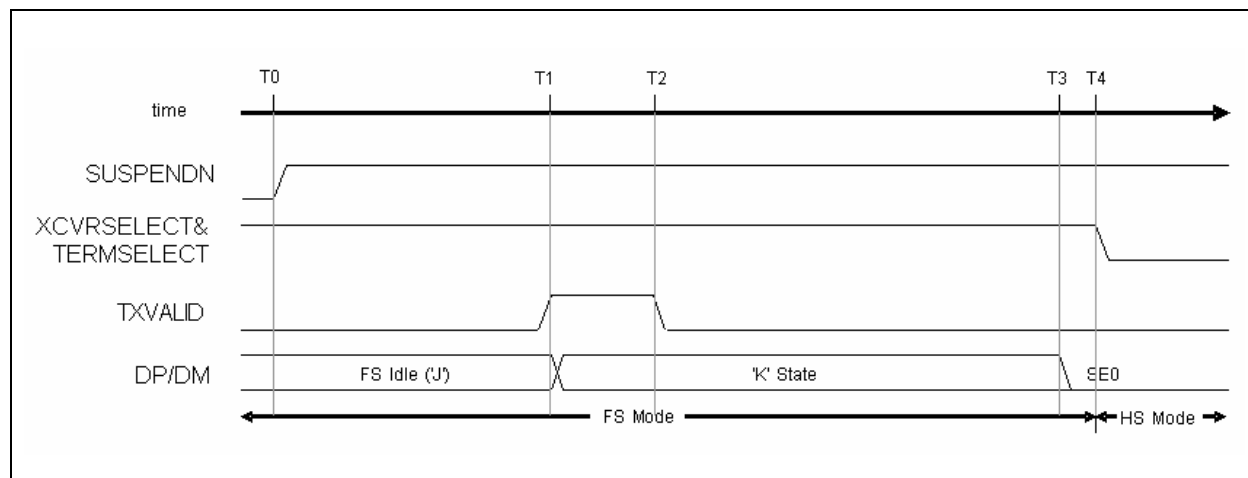 T0 T1 T2 T3 T4
time
SUSPENDN
XCVRSELECT&
TERMSELECT
TXVALID
DP/DM FS Idle ('J') 'K' State SE0
FS Mode HS Mode